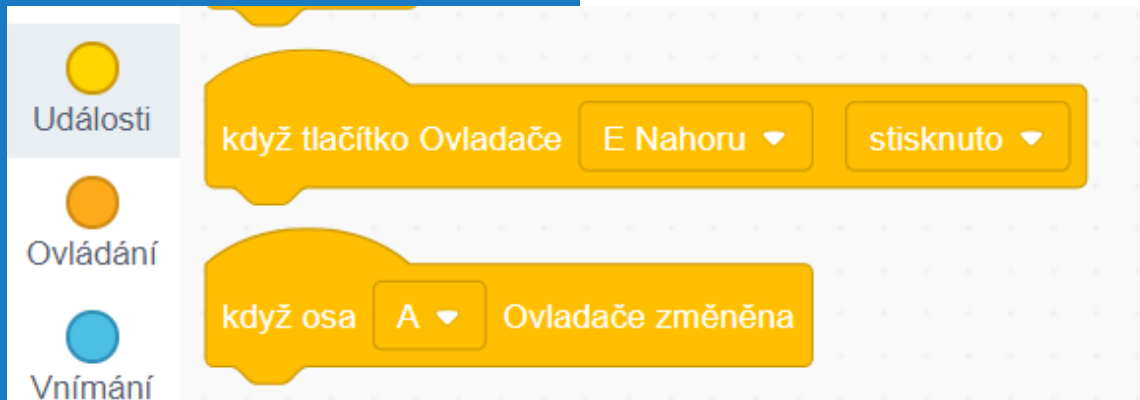 Události
Ovládání
Vnímání
když tlačítko Ovladače E Nahoru stisknuto
když osa A Ovladače změněna